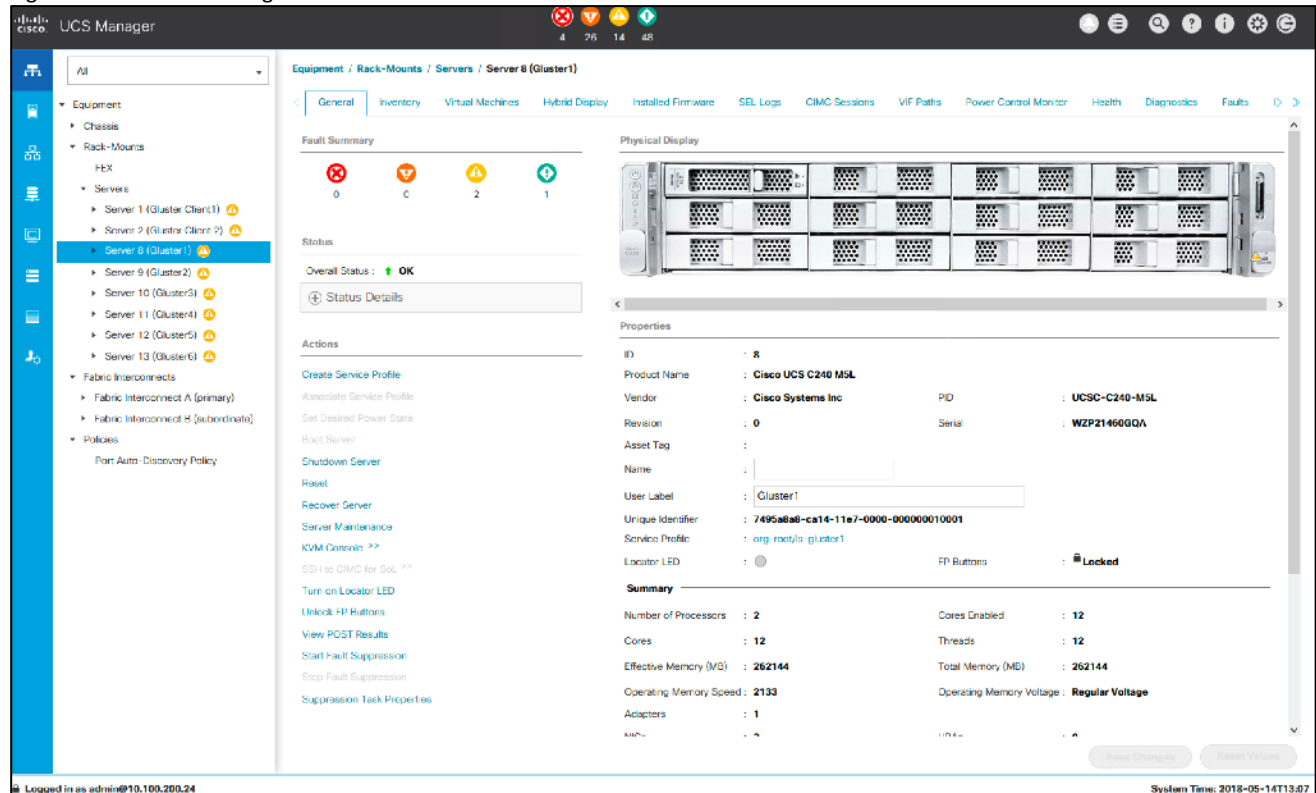 cisco. UCS Manager
4 26 14 48
All
Equipment / Rack-Mounts / Servers / Server 8 (Gluster1)
General Inventory Virtual Machines Hybrid Display Installed Firmware SEL Logs CIMC Sessions VIF Paths Power Control Monitor Health Diagnostics Faults
Equipment
Chassis
Rack-Mounts
FEX
Servers
Server 1 (Gluster Client1)
Server 2 (Gluster Client 2)
Server 8 (Gluster1)
Server 9 (Gluster2)
Server 10 (Gluster3)
Server 11 (Gluster4)
Server 12 (Gluster5)
Server 13 (Gluster6)
Fabric Interconnects
Fabric Interconnect A (primary)
Fabric Interconnect B (subordinate)
Policies
Port Auto-Discovery Policy
Fault Summary
0 0 2 1
Status
Overall Status : OK
Status Details
Actions
Create Service Profile
Associate Service Profile
Set Desired Power State
Boot Server
Shutdown Server
Reset
Recover Server
Server Maintenance
KVM Console >>
SSH to CIMC for SoL >>
Turn on Locator LED
Unlock FP Buttons
View POST Results
Start Fault Suppression
Stop Fault Suppression
Suppression Task Properties
Physical Display
Properties
ID : 8
Product Name : Cisco UCS C240 M5L
Vendor : Cisco Systems Inc PID : UCSC-C240-M5L
Revision : 0 Serial : WZP21460GQA
Asset Tag :
Name :
User Label : Gluster1
Unique Identifier : 7495a8a8-ca14-11e7-0000-000000010001
Service Profile : org-root/ls-gluster1
Locator LED : FP Buttons : Locked
Summary
Number of Processors : 2 Cores Enabled : 12
Cores : 12 Threads : 12
Effective Memory (MB) : 262144 Total Memory (MB) : 262144
Operating Memory Speed : 2133 Operating Memory Voltage : Regular Voltage
Adapters : 1
Save Changes Reset Values
Logged in as admin@10.100.200.24 System Time: 2018-05-14T13:07